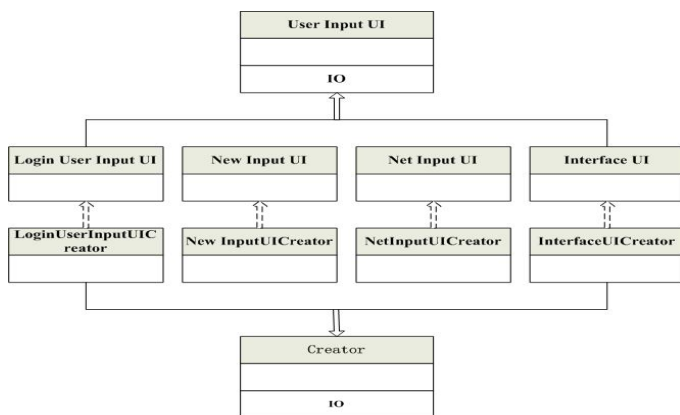 User Input UI
IO
Login User Input UI
New Input UI
Net Input UI
Interface UI
LoginUserInputUIC
reator
New InputUICreator
NetInputUICreator
InterfaceUICreator
Creator
IO